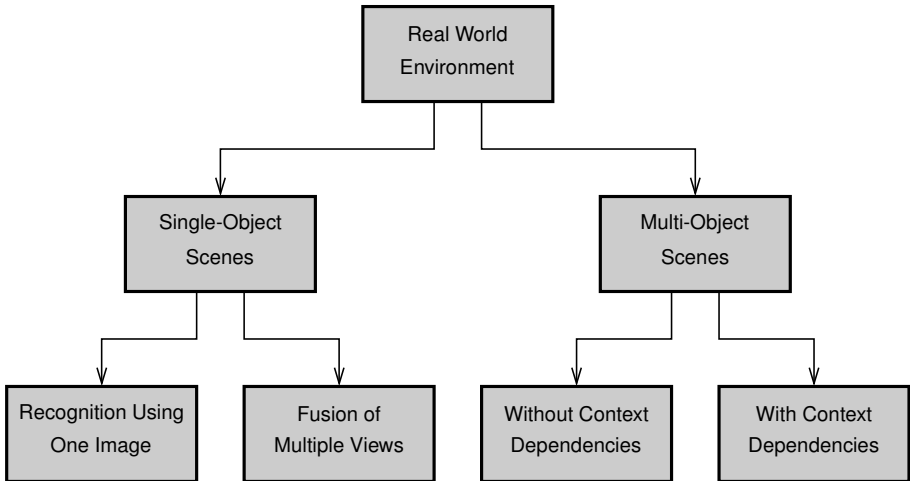 Real World
Environment
Single-Object
Scenes
Multi-Object
Scenes
Recognition Using
One Image
Fusion of
Multiple Views
Without Context
Dependencies
With Context
Dependencies